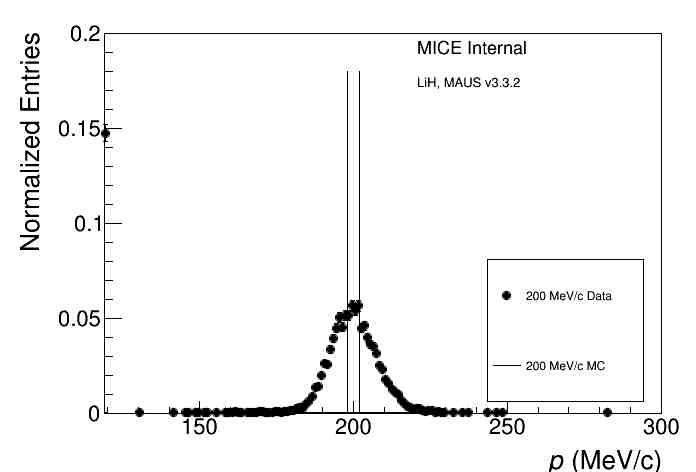 0.2
MICE Internal
LiH, MAUS v3.3.2
Normalized Entries
0.15
0.1
0.05
0
200 MeV/c Data
200 MeV/c MC
150
200
250
300
p (MeV/c)